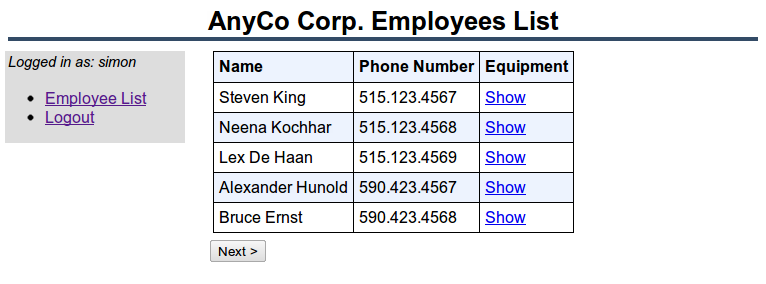 AnyCo Corp. Employees List
Logged in as: simon
Employee List
Logout
Name Phone Number Equipment
Steven King 515.123.4567 Show
Neena Kochhar 515.123.4568 Show
Lex De Haan 515.123.4569 Show
Alexander Hunold 590.423.4567 Show
Bruce Ernst 590.423.4568 Show
Next >